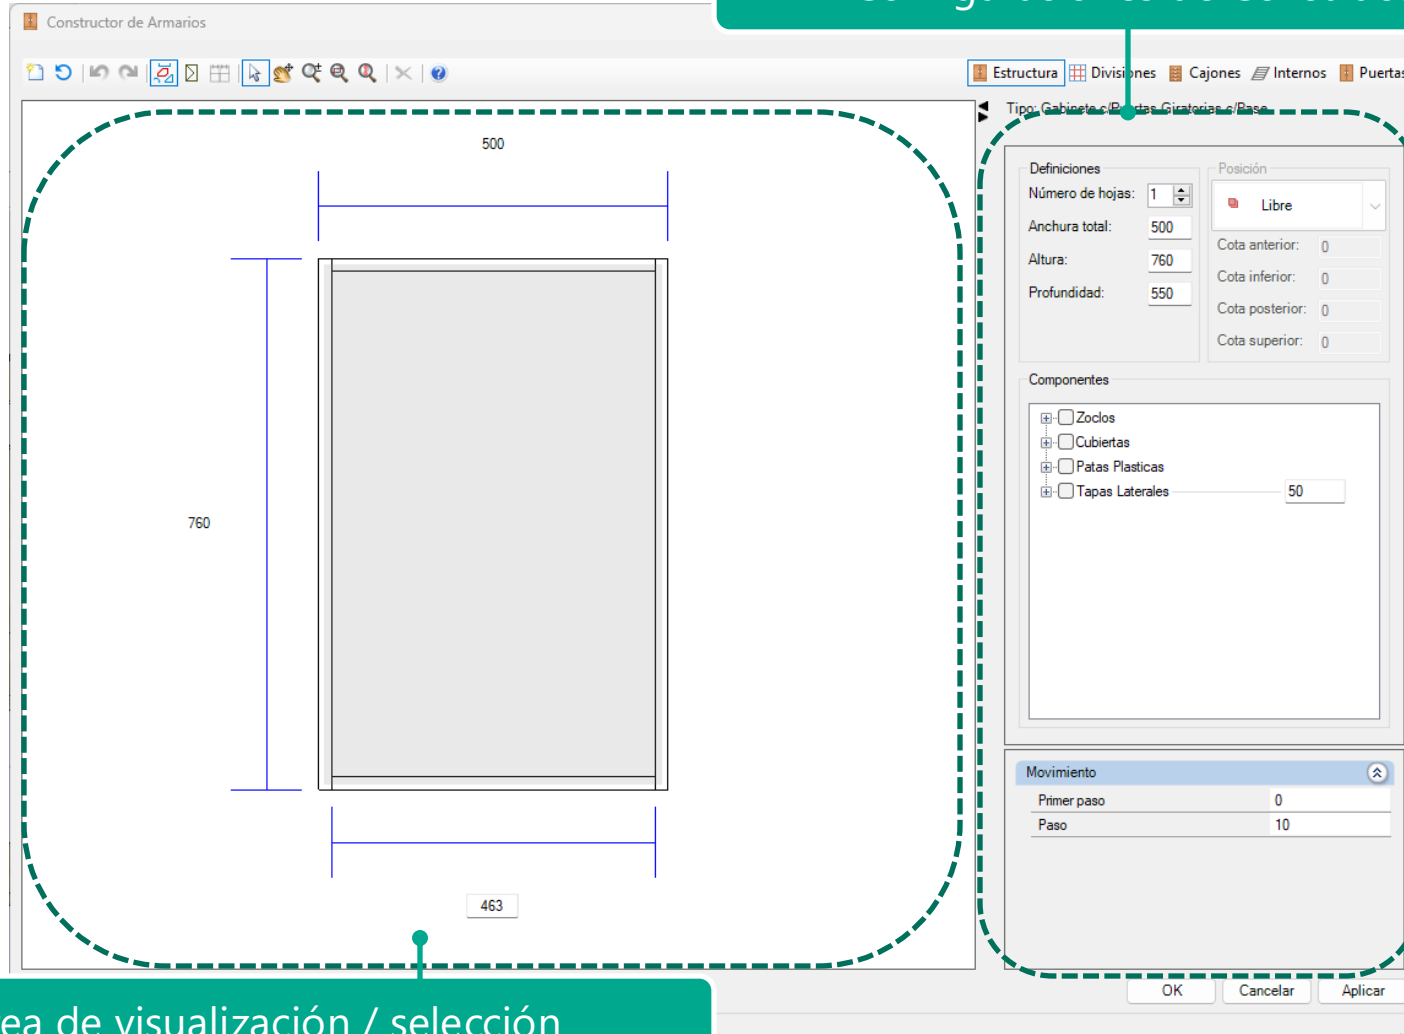 Constructor de Armarios
Estructura Divisiones Cajones Internos Puertas
Tipo: Gabinete c/Puertas Giratorias c/Base
500
760
463
Definiciones
Número de hojas: 1
Anchura total: 500
Altura: 760
Profundidad: 550
Posición
Libre
Cota anterior: 0
Cota inferior: 0
Cota posterior: 0
Cota superior: 0
Componentes
Zoclos
Cubiertas
Patas Plasticas
Tapas Laterales 50
Movimiento
Primer paso 0
Paso 10
OK Cancelar Aplicar
de visualización / selección